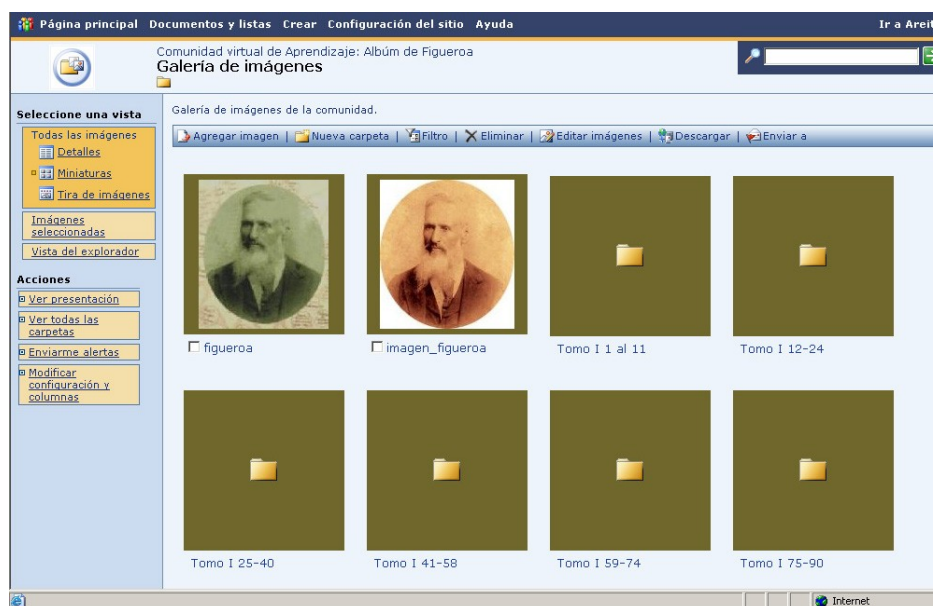 Página principal Documentos y listas Crear Configuración del sitio Ayuda Ir a Areit
Comunidad virtual de Aprendizaje: Albúm de Figueroa
Galería de imágenes
Seleccione una vista
Todas las imágenes
Detalles
Miniaturas
Tira de imágenes
Imágenes
seleccionadas
Vista del explorador
Acciones
Ver presentación
Ver todas las
carpetas
Enviarme alertas
Modificar
configuración y
columnas
Galería de imágenes de la comunidad.
Agregar imagen | Nueva carpeta | Filtro | Eliminar | Editar imágenes | Descargar | Enviar a
figueroa imagen_figueroa Tomo I 1 al 11 Tomo I 12-24
Tomo I 25-40 Tomo I 41-58 Tomo I 59-74 Tomo I 75-90
Internet